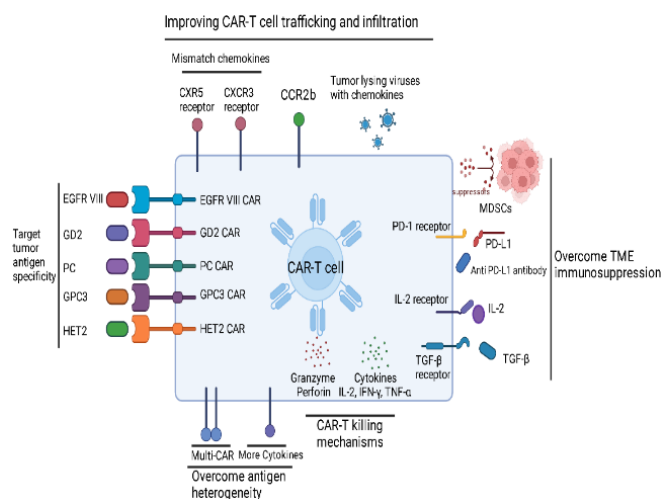 Improving CAR-T cell trafficking and infiltration
Mismatch chemokines
CXR5
receptor
CXCR3
receptor
CCR2b
Tumor lysing viruses
with chemokines
Target
tumor
antigen
specificity
EGFR VIII
GD2
PC
GPC3
HET2
EGFR VIII CAR
GD2 CAR
PC CAR
GPC3 CAR
HET2 CAR
CAR-T cell
Granzyme
Perforin
Cytokines
IL-2, IFN-γ, TNF-α
CAR-T killing
mechanisms
suppressors
MDSCs
PD-1 receptor
PD-L1
Anti PD-L1 antibody
IL-2 receptor
IL-2
TGF-β
receptor
TGF-β
Overcome TME
immunosuppression
Multi-CAR
More Cytokines
Overcome antigen
heterogeneity